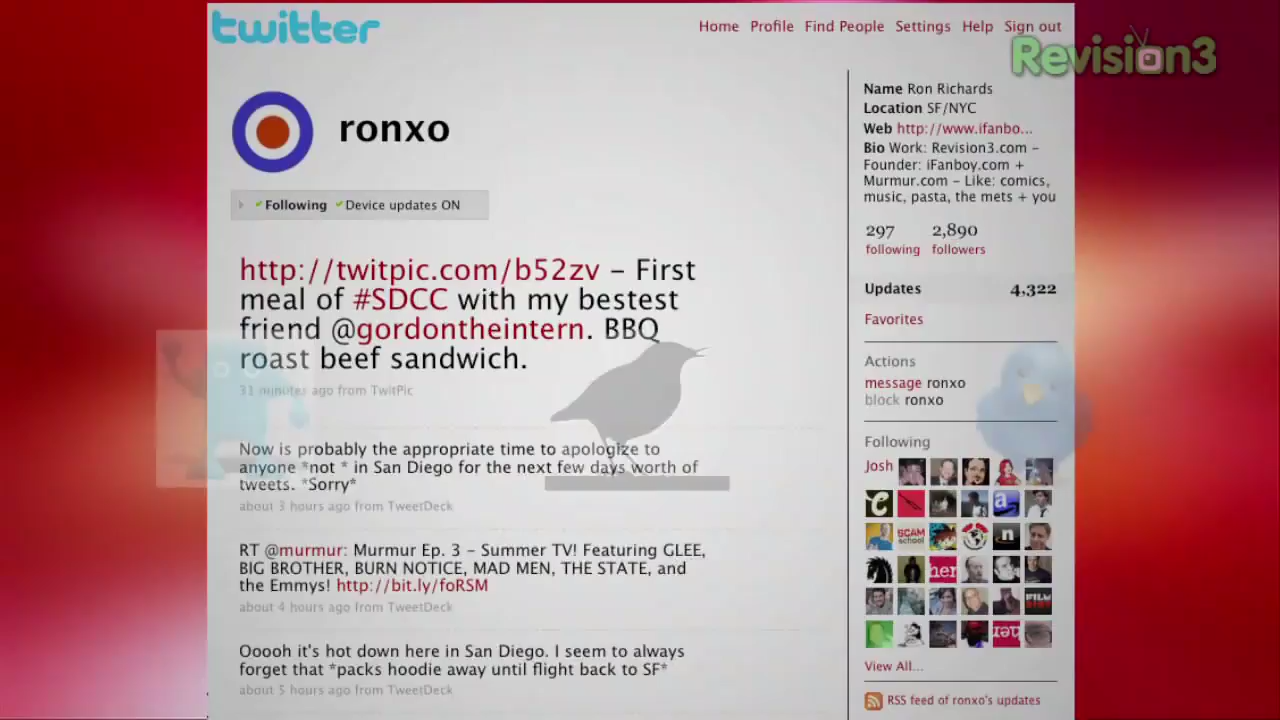 twitter
Home Profile Find People Settings Help Sign out
Revision3
ronxo
Following Device updates ON
http://twitpic.com/b52zv – First
meal of #SDCC with my bestest
friend @gordontheintern. BBQ
roast beef sandwich.
31 minutes ago from TwitPic
Now is probably the appropriate time to apologize to
anyone *not * in San Diego for the next few days worth of
tweets. *Sorry*
about 3 hours ago from TweetDeck
RT @murmur: Murmur Ep. 3 – Summer TV! Featuring GLEE,
BIG BROTHER, BURN NOTICE, MAD MEN, THE STATE, and
the Emmys! http://bit.ly/foRSM
about 4 hours ago from TweetDeck
Ooooh it's hot down here in San Diego. I seem to always
forget that *packs hoodie away until flight back to SF*
about 5 hours ago from TweetDeck
Name Ron Richards
Location SF/NYC
Web http://www.ifanbo...
Bio Work: Revision3.com –
Founder: iFanboy.com +
Murmur.com – Like: comics,
music, pasta, the mets + you
297 2,890
following followers
Updates 4,322
Favorites
Actions
message ronxo
block ronxo
Following
Josh
SCAM
SCHOOL
n
her
FILM
View All...
RSS feed of ronxo's updates